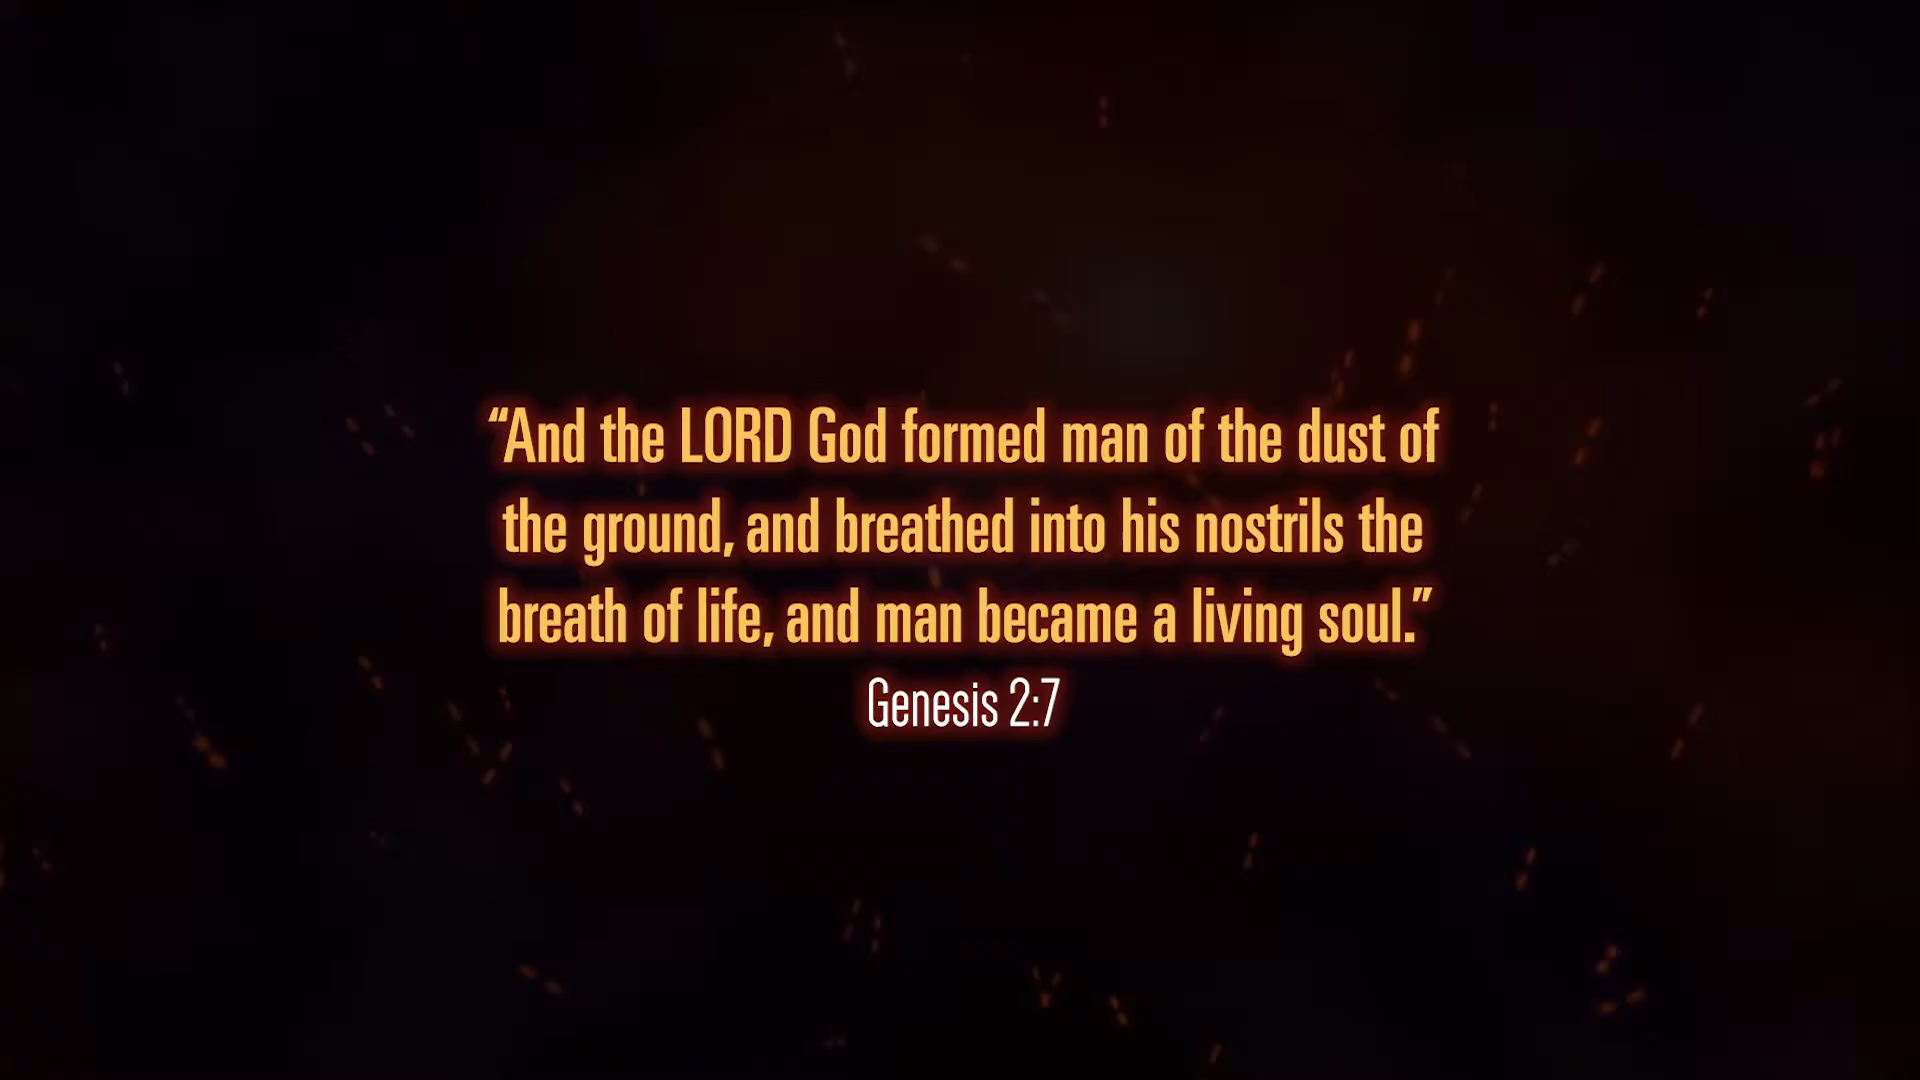 “And the LORD God formed man of the dust of
the ground, and breathed into his nostrils the
breath of life, and man became a living soul.”
Genesis 2:7